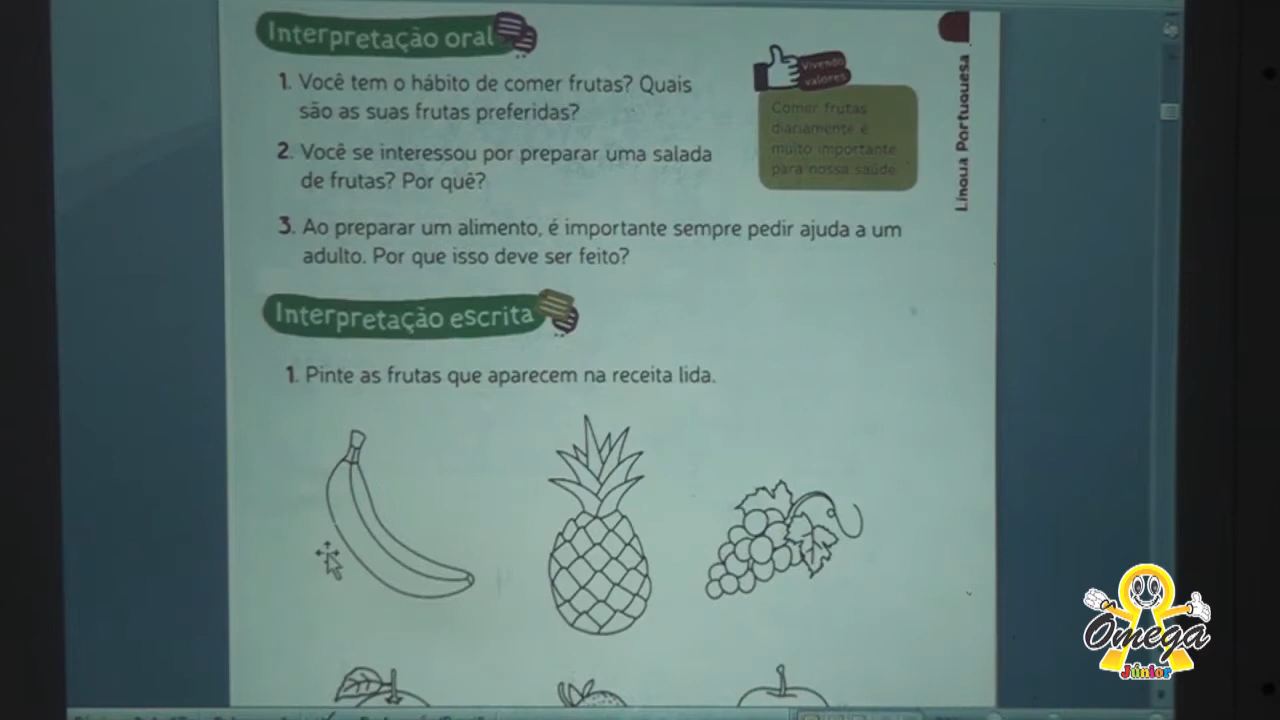 Interpretação oral
1. Você tem o hábito de comer frutas? Quais
são as suas frutas preferidas?
2. Você se interessou por preparar uma salada
de frutas? Por quê?
3. Ao preparar um alimento, é importante sempre pedir ajuda a um
adulto. Por que isso deve ser feito?
Vivendo
valores
Comer frutas
diariamente é
muito importante
para nossa saúde
Língua Portuguesa
Interpretação escrita
1. Pinte as frutas que aparecem na receita lida.
Omega
Júnior